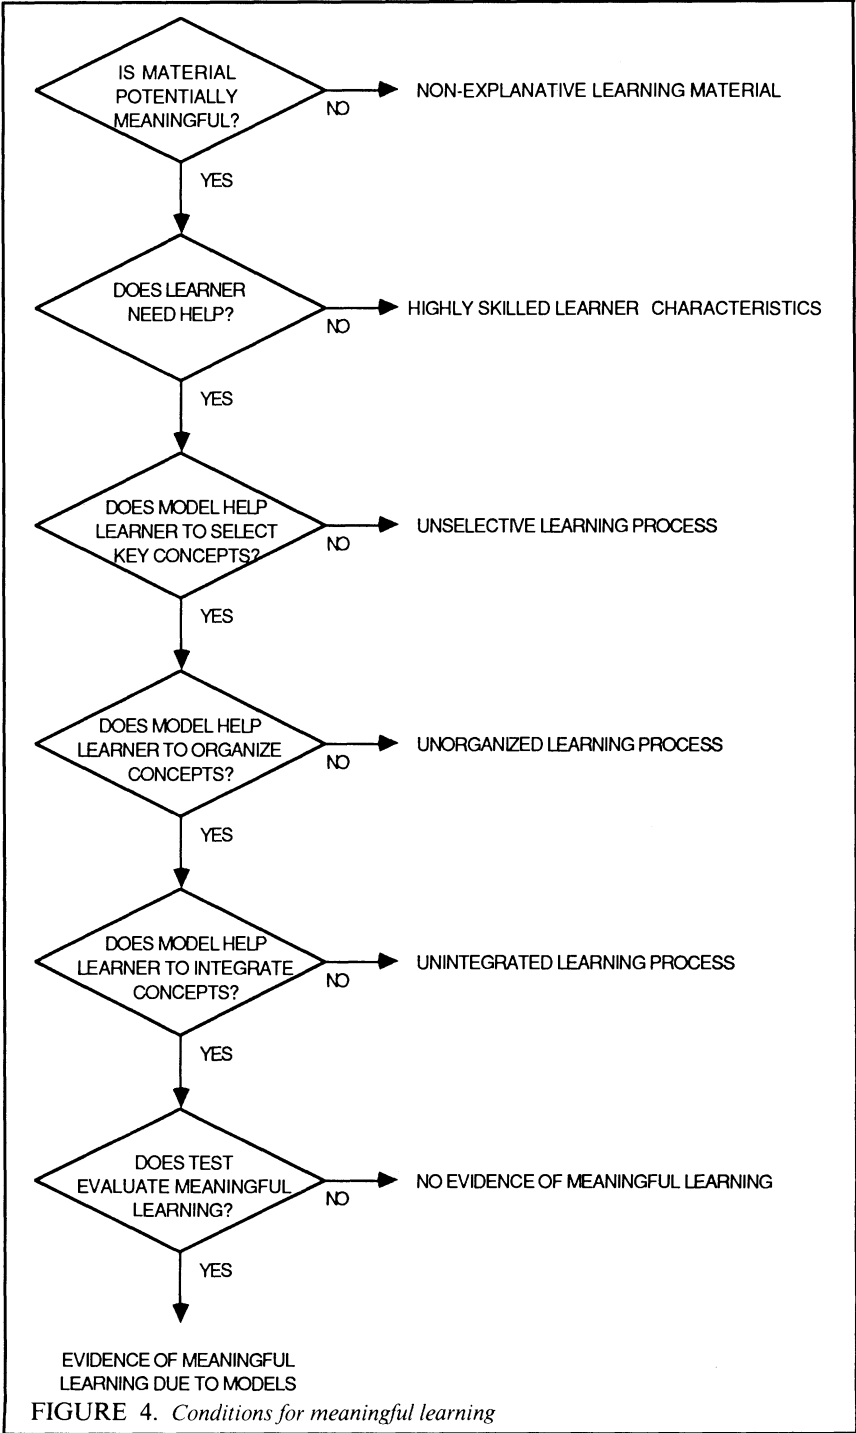 IS MATERIAL
POTENTIALLY
MEANINGFUL?
NO
NON-EXPLANATIVE LEARNING MATERIAL
YES
DOES LEARNER
NEED HELP?
NO
HIGHLY SKILLED LEARNER CHARACTERISTICS
YES
DOES MODEL HELP
LEARNER TO SELECT
KEY CONCEPTS?
NO
UNSELECTIVE LEARNING PROCESS
YES
DOES MODEL HELP
LEARNER TO ORGANIZE
CONCEPTS?
NO
UNORGANIZED LEARNING PROCESS
YES
DOES MODEL HELP
LEARNER TO INTEGRATE
CONCEPTS?
NO
UNINTEGRATED LEARNING PROCESS
YES
DOES TEST
EVALUATE MEANINGFUL
LEARNING?
NO
NO EVIDENCE OF MEANINGFUL LEARNING
YES
EVIDENCE OF MEANINGFUL
LEARNING DUE TO MODELS
FIGURE 4. Conditions for meaningful learning